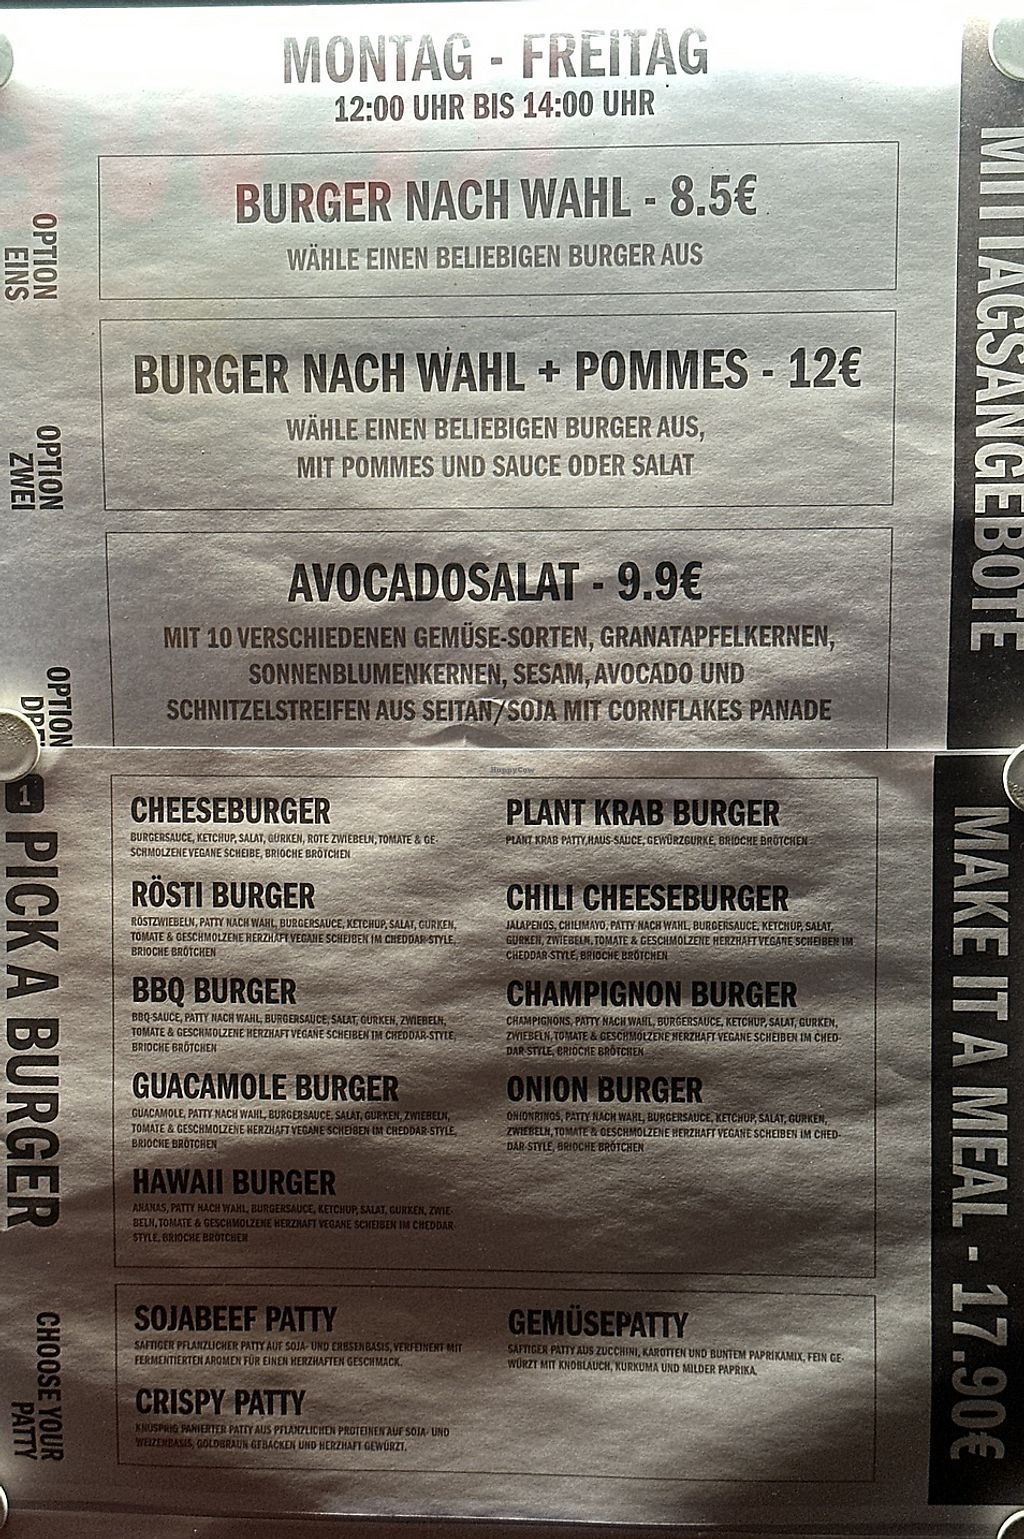 MONTAG - FREITAG
12:00 UHR BIS 14:00 UHR
MITTAGSANGEBOTE
OPTION
EINS
BURGER NACH WAHL - 8.5€
WÄHLE EINEN BELIEBIGEN BURGER AUS
OPTION
ZWEI
BURGER NACH WAHL + POMMES - 12€
WÄHLE EINEN BELIEBIGEN BURGER AUS,
MIT POMMES UND SAUCE ODER SALAT
OPTION
AVOCADOSALAT - 9.9€
MIT 10 VERSCHIEDENEN GEMÜSE-SORTEN, GRANATAPFELKERNEN,
SONNENBLUMENKERNEN, SESAM, AVOCADO UND
SCHNITZELSTREIFEN AUS SEITAN/SOJA MIT CORNFLAKES PANADE
HappyCow
MAKE IT A MEAL - 17.90€
1 PICK A BURGER
CHEESEBURGER
BURGERSAUCE, KETCHUP, SALAT, GURKEN, ROTE ZWIEBELN, TOMATE & GE-
SCHMOLZENE VEGANE SCHEIBE, BRIOCHE BRÖTCHEN
RÖSTI BURGER
RÖSTZWIEBELN, PATTY NACH WAHL, BURGERSAUCE, KETCHUP, SALAT, GURKEN,
TOMATE & GESCHMOLZENE HERZHAFT VEGANE SCHEIBEN IM CHEDDAR-STYLE,
BRIOCHE BRÖTCHEN
BBQ BURGER
BBQ-SAUCE, PATTY NACH WAHL, BURGERSAUCE, SALAT, GURKEN, ZWIEBELN,
TOMATE & GESCHMOLZENE HERZHAFT VEGANE SCHEIBEN IM CHEDDAR-STYLE,
BRIOCHE BRÖTCHEN
GUACAMOLE BURGER
GUACAMOLE, PATTY NACH WAHL, BURGERSAUCE, SALAT, GURKEN, ZWIEBELN,
TOMATE & GESCHMOLZENE HERZHAFT VEGANE SCHEIBEN IM CHEDDAR-STYLE,
BRIOCHE BRÖTCHEN
HAWAII BURGER
ANANAS, PATTY NACH WAHL, BURGERSAUCE, KETCHUP, SALAT, GURKEN, ZWIE-
BELN, TOMATE & GESCHMOLZENE HERZHAFT VEGANE SCHEIBEN IM CHEDDAR-
STYLE, BRIOCHE BRÖTCHEN
PLANT KRAB BURGER
PLANT KRAB PATTY, HAUS-SAUCE, GEWÜRZGURKE, BRIOCHE BRÖTCHEN
CHILI CHEESEBURGER
JALAPENOS, CHILIMAYO, PATTY NACH WAHL, BURGERSAUCE, KETCHUP, SALAT,
GURKEN, ZWIEBELN, TOMATE & GESCHMOLZENE HERZHAFT VEGANE SCHEIBEN IM
CHEDDAR-STYLE, BRIOCHE BRÖTCHEN
CHAMPIGNON BURGER
CHAMPIGNONS, PATTY NACH WAHL, BURGERSAUCE, KETCHUP, SALAT, GURKEN,
ZWIEBELN, TOMATE & GESCHMOLZENE HERZHAFT VEGANE SCHEIBEN IM CHED-
DAR-STYLE, BRIOCHE BRÖTCHEN
ONION BURGER
ONIONRINGS, PATTY NACH WAHL, BURGERSAUCE, KETCHUP, SALAT, GURKEN,
ZWIEBELN, TOMATE & GESCHMOLZENE HERZHAFT VEGANE SCHEIBEN IM CHED-
DAR-STYLE, BRIOCHE BRÖTCHEN
CHOOSE YOUR
PATTY
SOJABEEF PATTY
SAFTIGER PFLANZLICHER PATTY AUF SOJA- UND ERBSENBASIS, VERFEINERT MIT
FERMENTIERTEN AROMEN FÜR EINEN HERZHAFTEN GESCHMACK.
CRISPY PATTY
KNUSPRIG PANIERTER PATTY AUS PFLANZLICHEN PROTEINEN AUF SOJA- UND
WEIZENBASIS, GOLDBRAUN GEBACKEN UND HERZHAFT GEWÜRZT.
GEMÜSEPATTY
SAFTIGER PATTY AUS ZUCCHINI, KAROTTEN UND BUNTEM PAPRIKAMIX, FEIN GE-
WÜRZT MIT KNOBLAUCH, KURKUMA UND MILDER PAPRIKA.